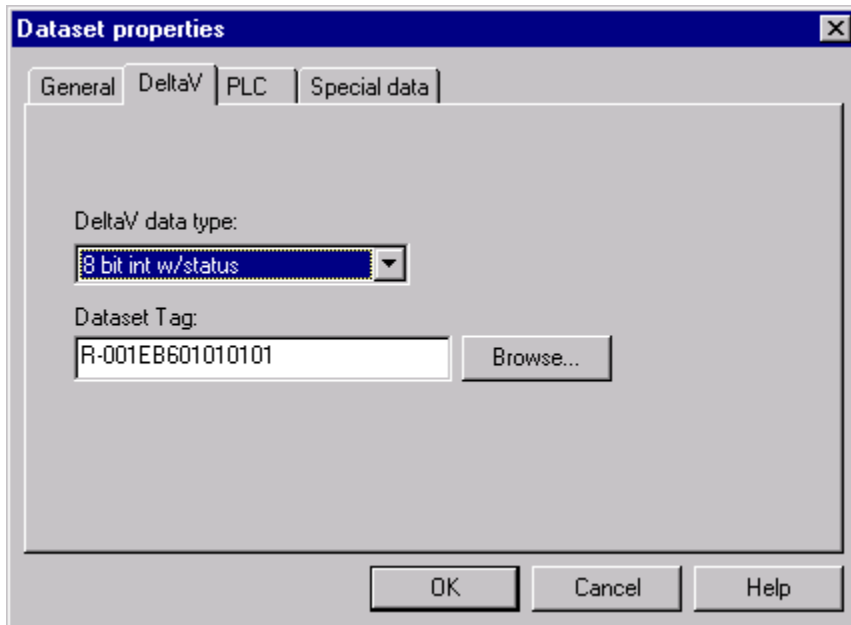 Dataset properties
General DeltaV PLC Special data
DeltaV data type:
8 bit int w/status
Dataset Tag:
R-001EB601010101 Browse...
OK Cancel Help